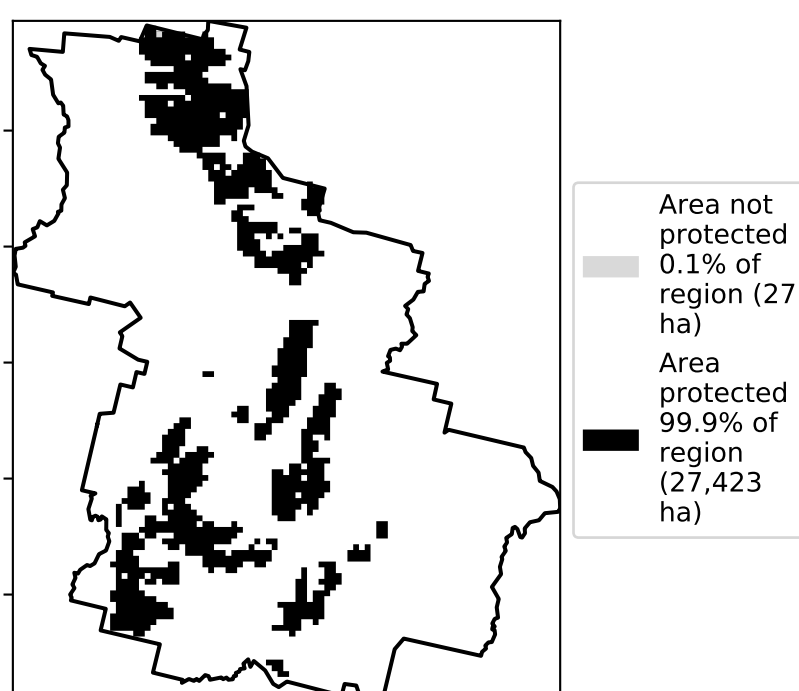 Area not
protected
0.1% of
region (27
ha)
Area
protected
99.9% of
region
(27,423
ha)